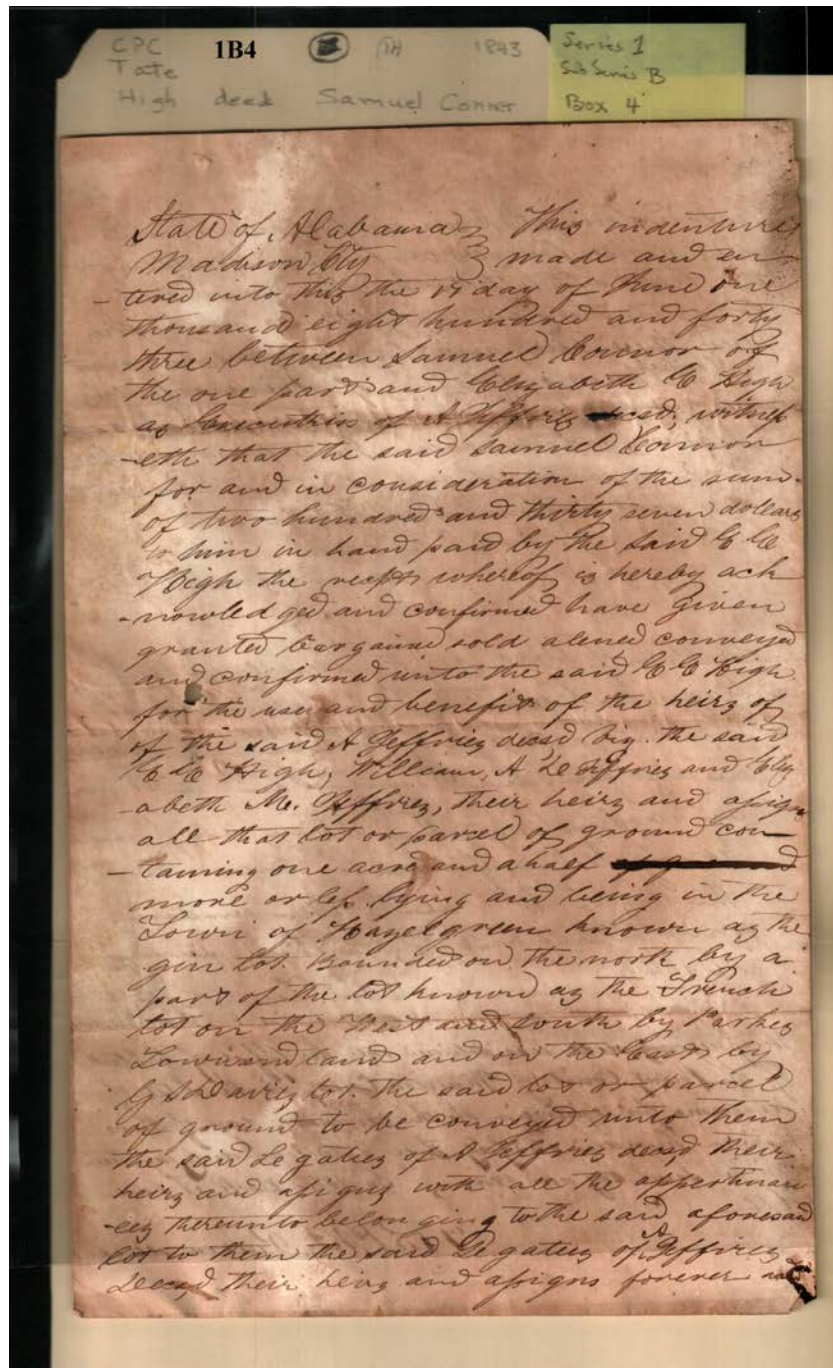 CPC 1B4 1843
Tate
High deed Samuel Conner
Series 1
Sub Series B
Box 4
State of Alabama } This indenture
Madison Cty } made and en-
-tered into this the 17 day of June one
thousand eight hundred and forty
three between Samuel Connor of
the one part and Elizabeth E High
as Executrix of A Jeffries decsd, witness
-eth that the said Samuel Connor
for and in consideration of the sum
of two hundred and thirty seven dollars
to him in hand paid by the said E E
High the recept whereof is hereby ack
-nowledged and confirmed have given
granted bargained sold aliened conveyed
and confirmed unto the said E E High
for the use and benefit of the heirs of
of the said A Jeffries decsd viz. the said
E E High, William, A Jeffries and Eliz
-abeth M. Jeffries, their heirs and assigns
all that lot or parcel of ground con-
-taining one acre and a half
more or less lying and being in the
Town of Hazelgreen known as the
gin lot. Bounded on the north by a
part of the lot known as the French
lot on the West and South by Parkes
Townsend land and on the East by
Davis lot. The said lot or parcel
of ground to be conveyed unto them
the said Legatees of A Jeffries decsd their
heirs and assigns with all the appertinan
-ces thereunto belonging to the said aforesaid
lot to them the said Legatees of A Jeffries
decsd their heirs and assigns forever and